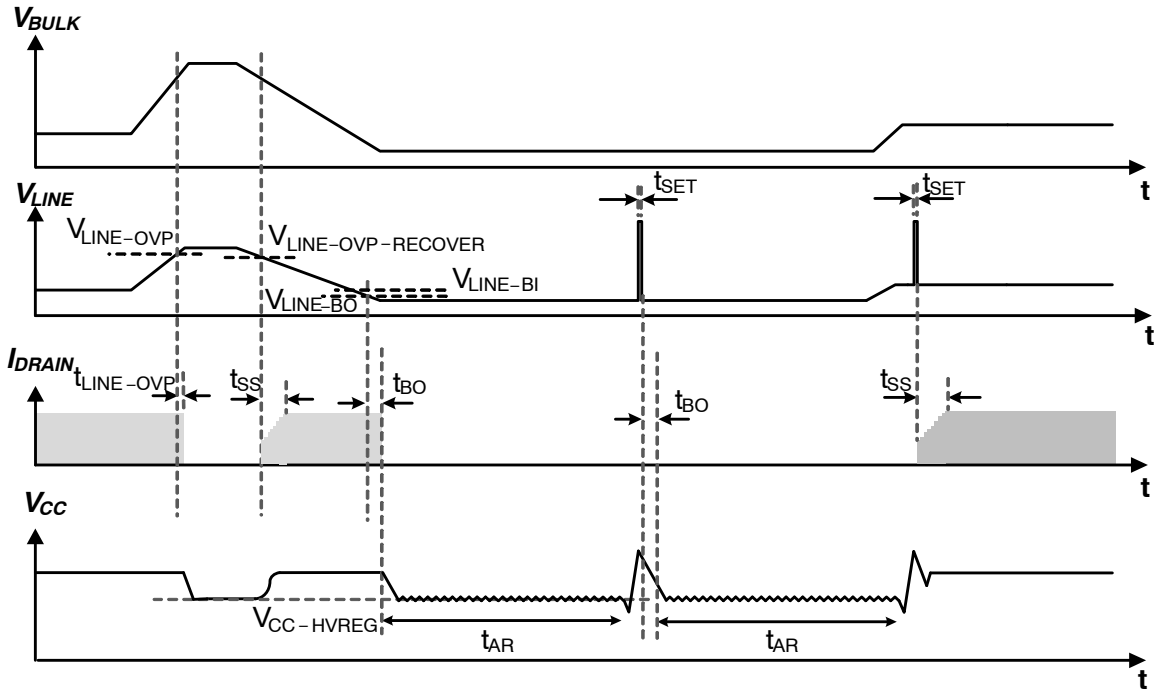 V_BULK
t
V_LINE
t_SET
t_SET
V_LINE-OVP
V_LINE-OVP-RECOVER
V_LINE-BI
V_LINE-BO
t
I_DRAIN
t_LINE-OVP
t_SS
t_BO
t_BO
t_SS
t
V_CC
V_CC-HVREG
t_AR
t_AR
t